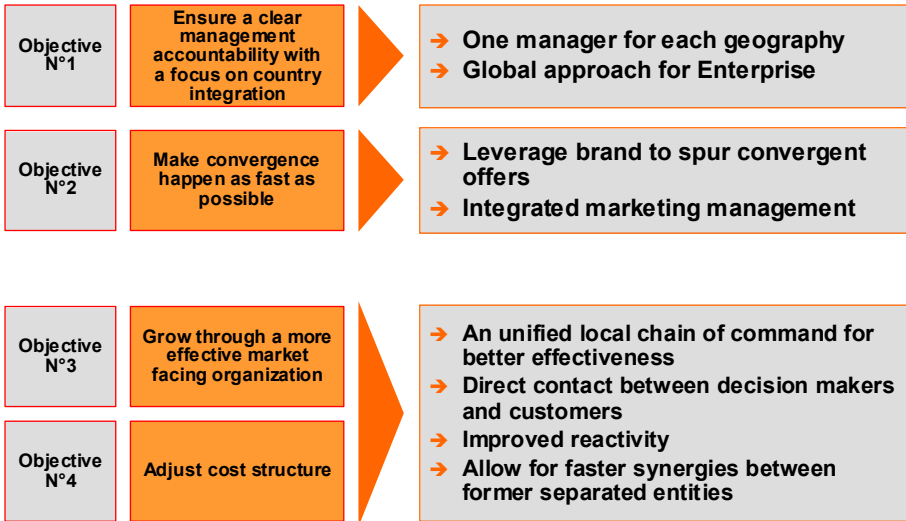 Objective
N°1
Ensure a clear
management
accountability with
a focus on country
integration
➔ One manager for each geography
➔ Global approach for Enterprise
Objective
N°2
Make convergence
happen as fast as
possible
➔ Leverage brand to spur convergent
offers
➔ Integrated marketing management
Objective
N°3
Grow through a more
effective market
facing organization
Objective
N°4
Adjust cost structure
➔ An unified local chain of command for
better effectiveness
➔ Direct contact between decision makers
and customers
➔ Improved reactivity
➔ Allow for faster synergies between
former separated entities